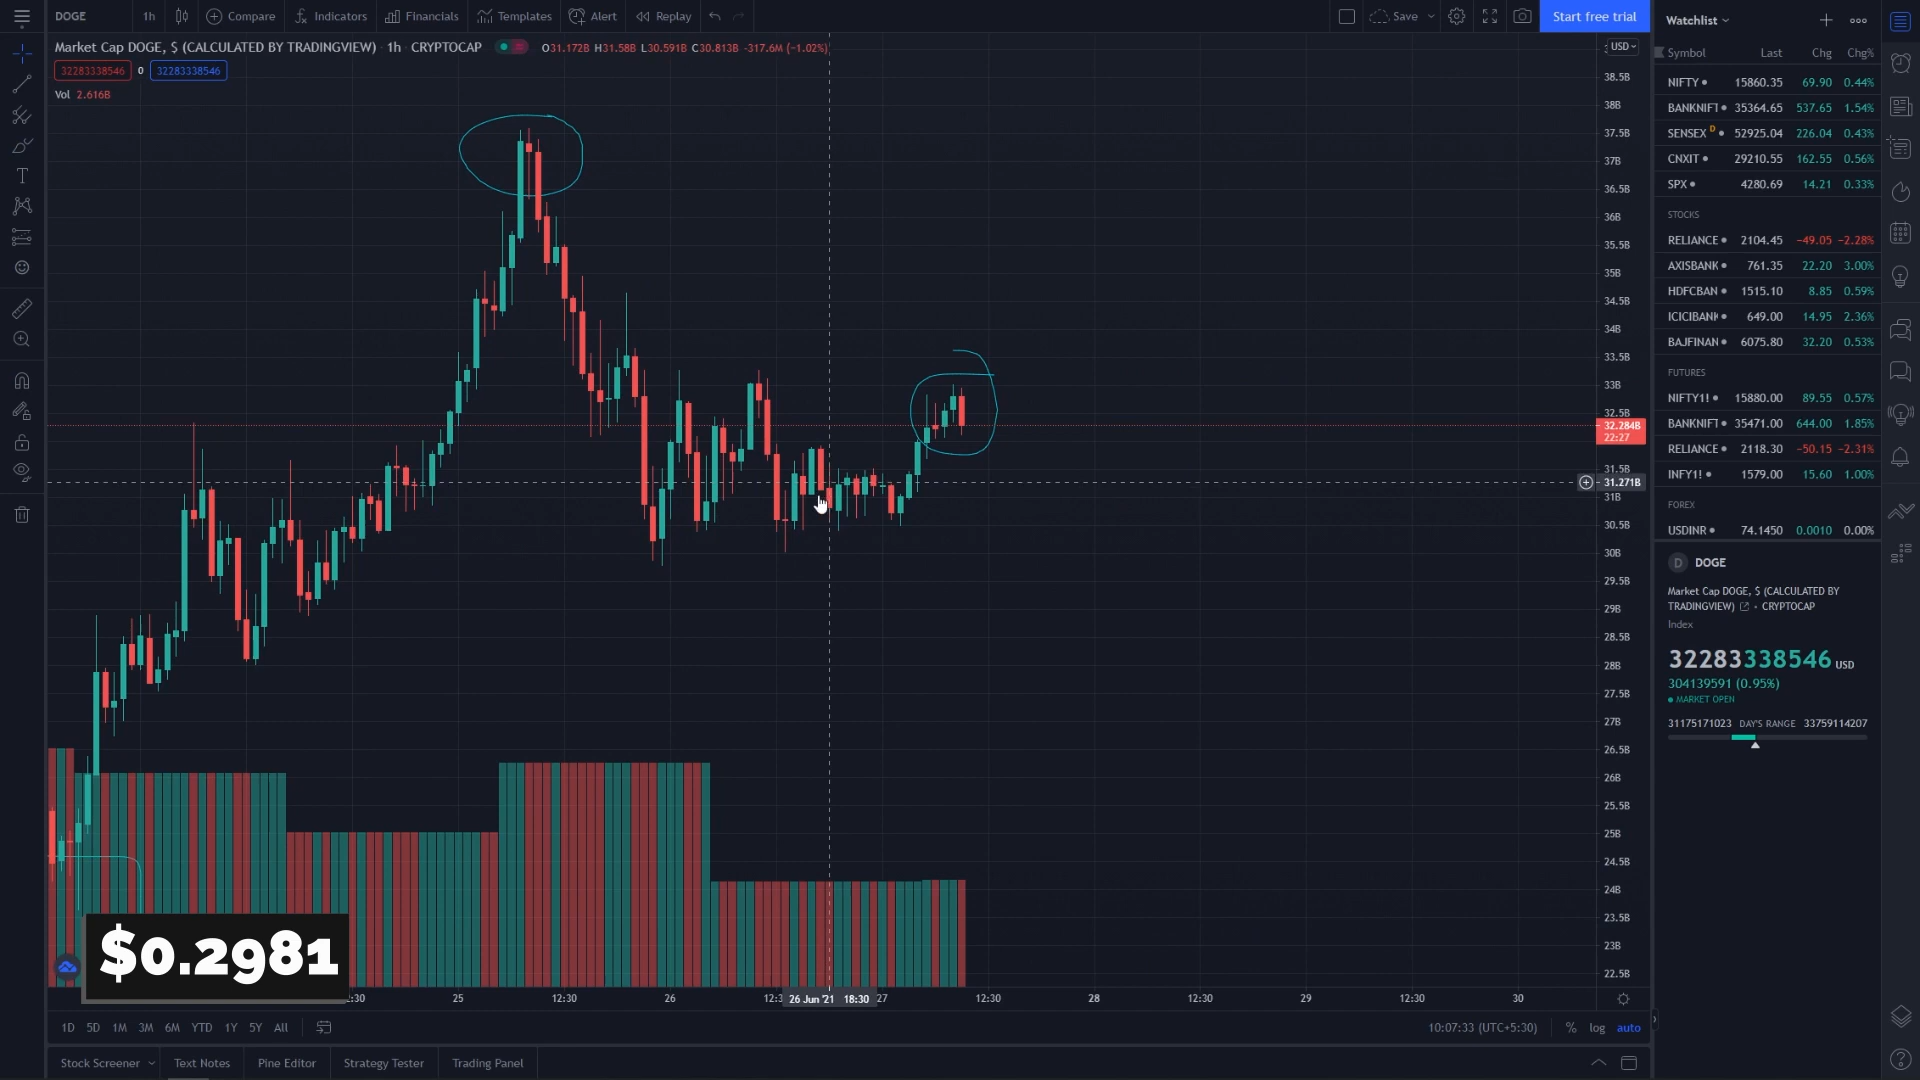 DOGE 1h Compare Indicators Financials Templates Alert Replay Save Start free trial Watchlist
Market Cap DOGE, $ (CALCULATED BY TRADINGVIEW) · 1h · CRYPTOCAP O31.172B H31.58B L30.591B C30.813B -317.6M (−1.02%)
32283338546 0 32283338546
Vol 2.616B
USD
38.5B
38B
37.5B
37B
36.5B
36B
35.5B
35B
34.5B
34B
33.5B
33B
32.5B
32.284B
22:27
31.5B
31.271B
31B
30.5B
30B
29.5B
29B
28.5B
28B
27.5B
27B
26.5B
26B
25.5B
25B
24.5B
24B
23.5B
23B
22.5B
$0.2981
2:30 25 12:30 26 12:3 26 Jun '21 18:30 27 12:30 28 12:30 29 12:30 30
1D 5D 1M 3M 6M YTD 1Y 5Y All 10:07:33 (UTC+5:30) % log auto
Stock Screener Text Notes Pine Editor Strategy Tester Trading Panel
Symbol Last Chg Chg%
NIFTY 15860.35 69.90 0.44%
BANKNIFT 35364.65 537.65 1.54%
SENSEX D 52925.04 226.04 0.43%
CNXIT 29210.55 162.55 0.56%
SPX 4280.69 14.21 0.33%
STOCKS
RELIANCE 2104.45 −49.05 −2.28%
AXISBANK 761.35 22.20 3.00%
HDFCBAN 1515.10 8.85 0.59%
ICICIBANK 649.00 14.95 2.36%
BAJFINAN 6075.80 32.20 0.53%
FUTURES
NIFTY1! 15880.00 89.55 0.57%
BANKNIFT 35471.00 644.00 1.85%
RELIANCE 2118.30 −50.15 −2.31%
INFY1! 1579.00 15.60 1.00%
FOREX
USDINR 74.1450 0.0010 0.00%
D DOGE
Market Cap DOGE, $ (CALCULATED BY
TRADINGVIEW) • CRYPTOCAP
Index
32283338546 USD
304139591 (0.95%)
MARKET OPEN
31175171023 DAY'S RANGE 33759114207